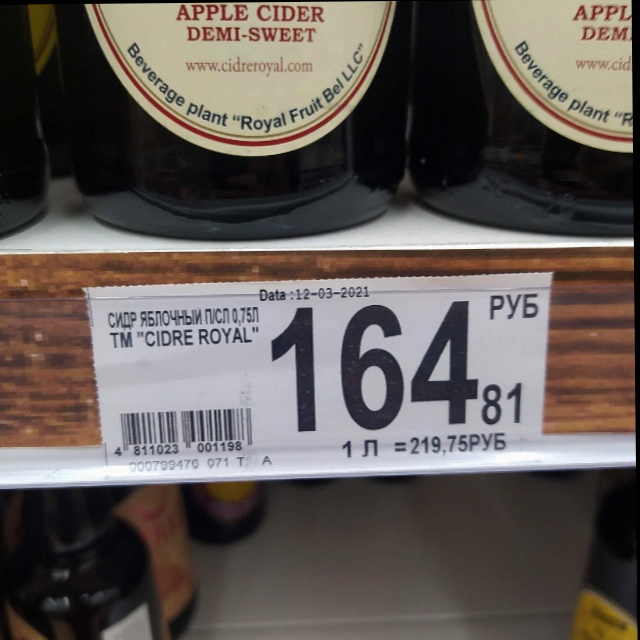 APPLE CIDER
DEMI-SWEET
www.cidreroyal.com
Beverage plant “Royal Fruit Bel LLC”
APPL
DEM
www.cid
Beverage plant “R
Data :12-03-2021
СИДР ЯБЛОЧНЫЙ П/СЛ 0,75Л
ТМ "CIDRE ROYAL"
164 81 РУБ
1 Л =219,75РУБ
4 811023 001198
000799476 071 Т А